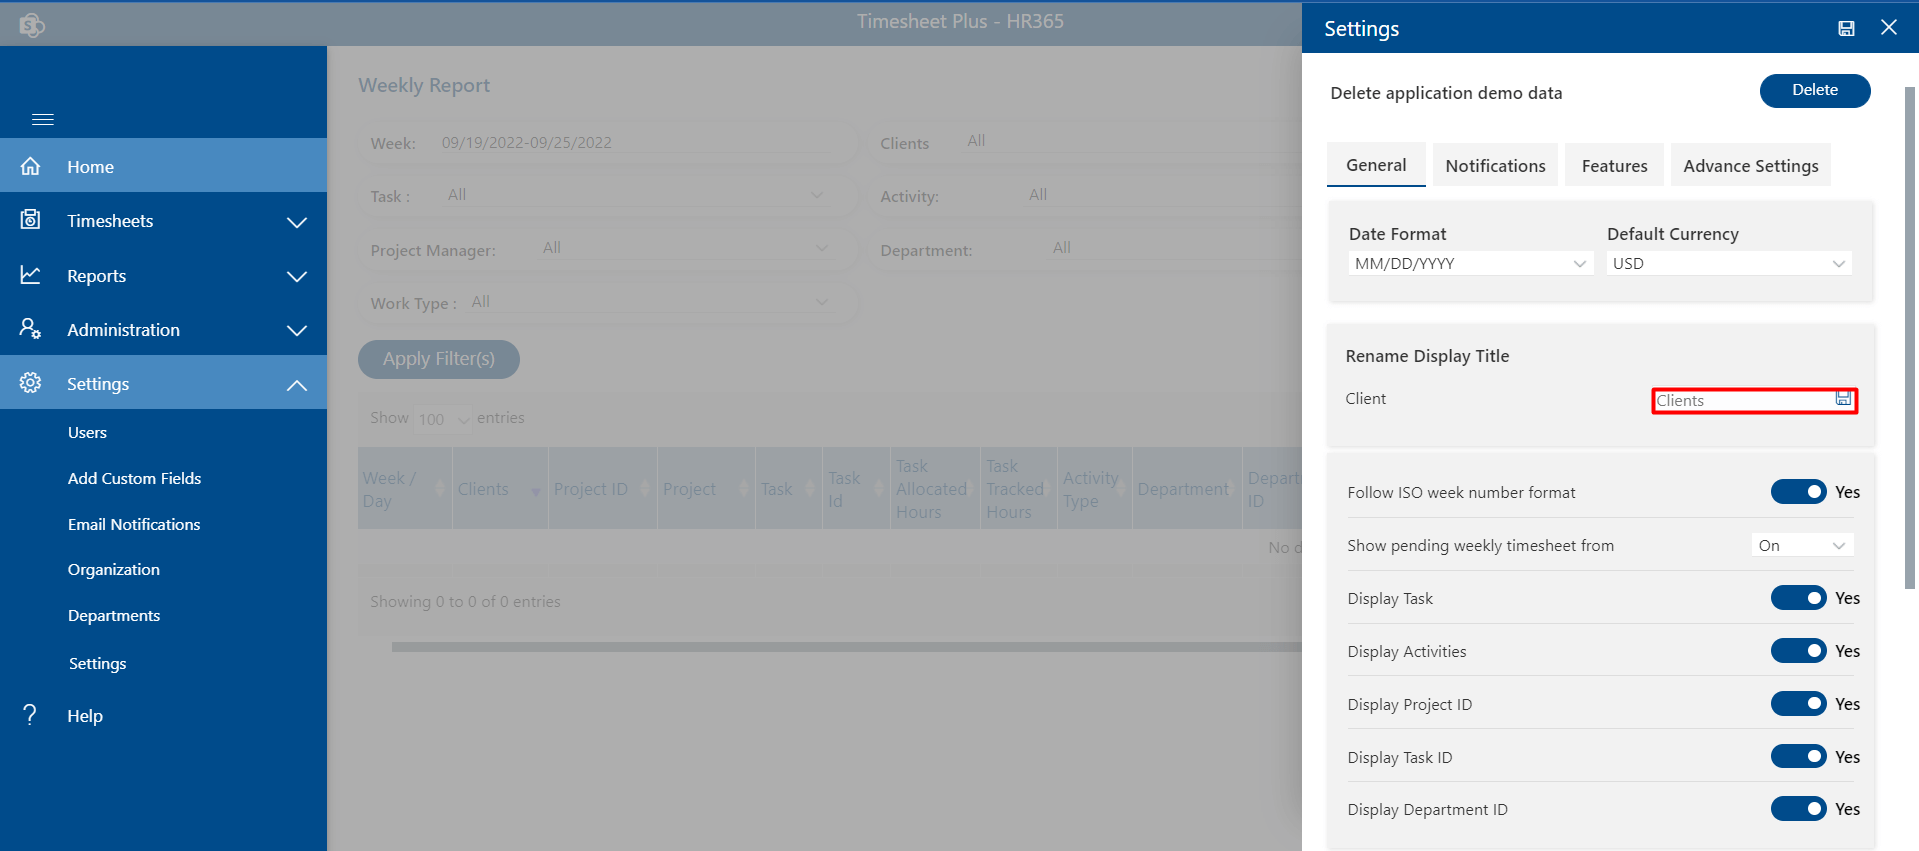 Timesheet Plus - HR365
Home
Timesheets
Reports
Administration
Settings
Users
Add Custom Fields
Email Notifications
Organization
Departments
Settings
? Help
Weekly Report
Week: 09/19/2022-09/25/2022
Clients All
Task : All
Activity: All
Project Manager: All
Department: All
Work Type : All
Apply Filter(s)
Show 100 entries
Week / Day
Clients
Project ID
Project
Task
Task Id
Task Allocated Hours
Task Tracked Hours
Activity Type
Department
Depart ID
No d
Showing 0 to 0 of 0 entries
Settings
Delete application demo data
Delete
General
Notifications
Features
Advance Settings
Date Format
MM/DD/YYYY
Default Currency
USD
Rename Display Title
Client
Clients
Follow ISO week number format Yes
Show pending weekly timesheet from On
Display Task Yes
Display Activities Yes
Display Project ID Yes
Display Task ID Yes
Display Department ID Yes